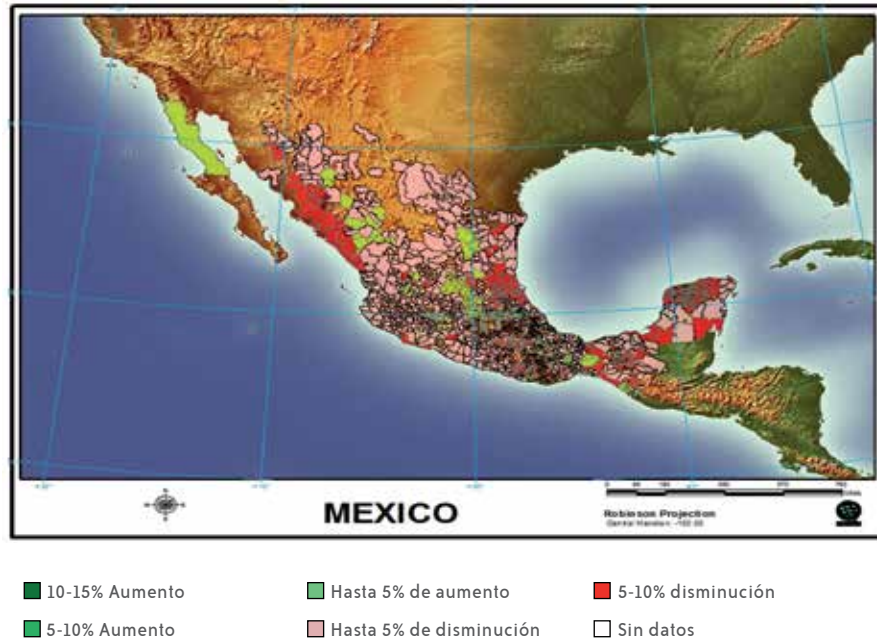 MEXICO
Robinson Projection
10-15% Aumento
Hasta 5% de aumento
5-10% disminución
5-10% Aumento
Hasta 5% de disminución
Sin datos